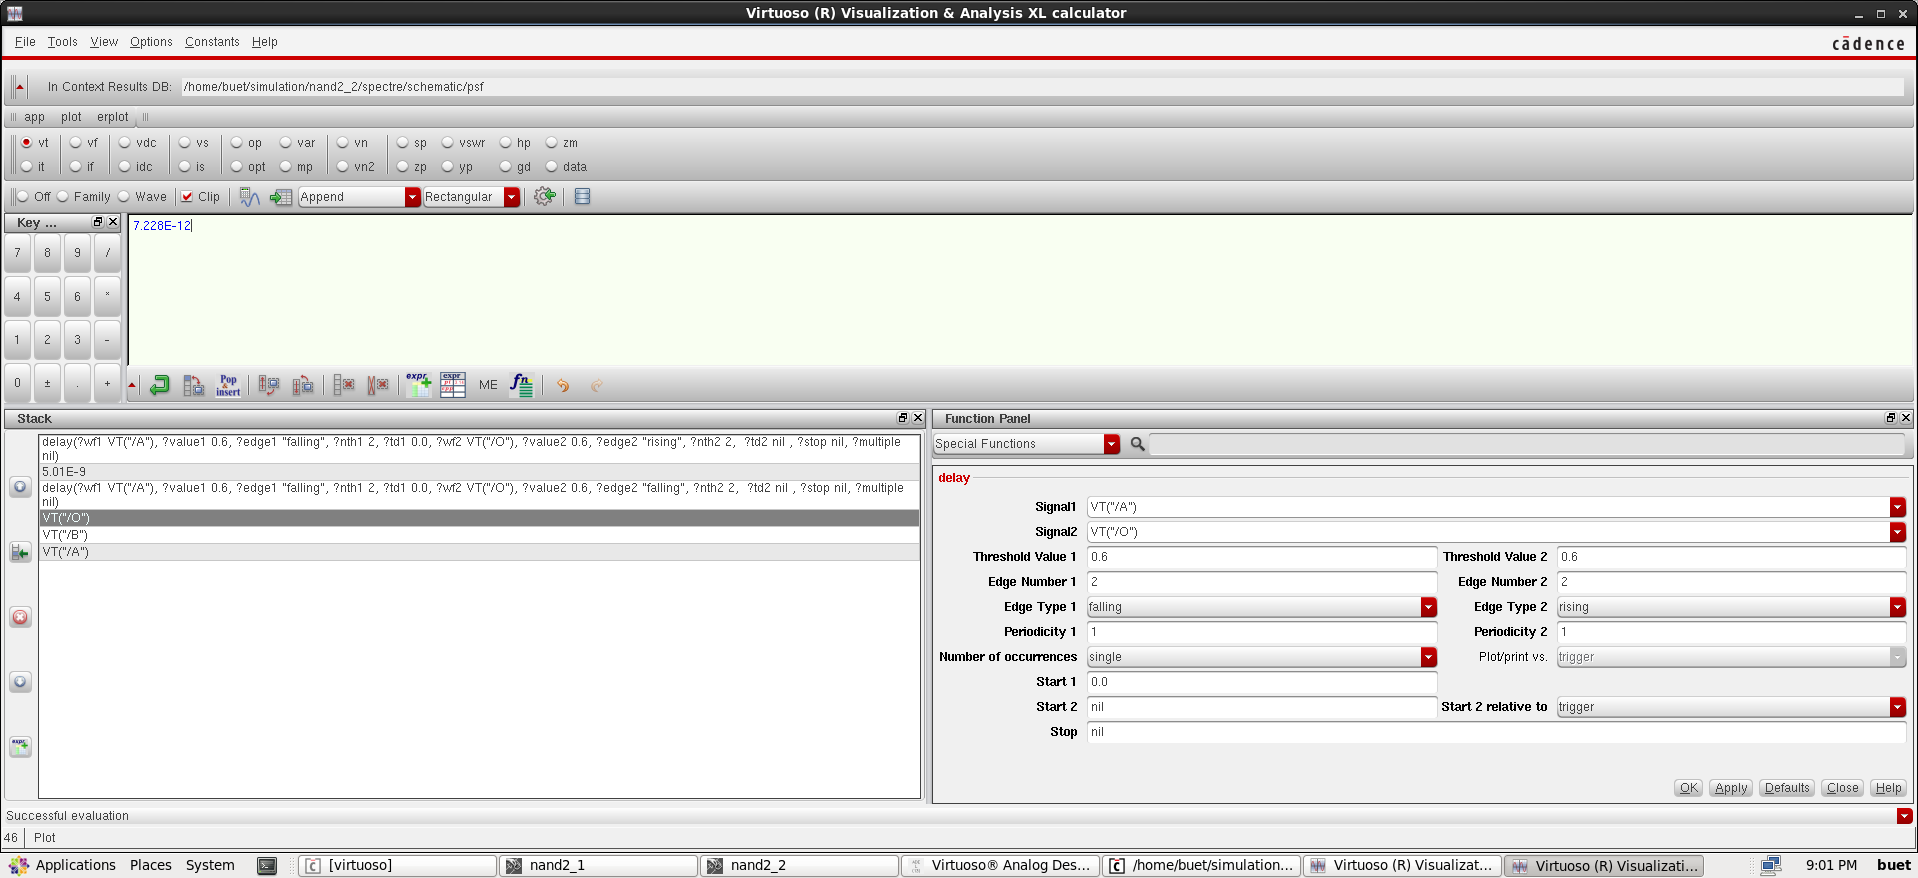 Virtuoso (R) Visualization & Analysis XL calculator
File Tools View Options Constants Help
cādence
In Context Results DB: /home/buet/simulation/nand2_2/spectre/schematic/psf
app plot erplot
vt vf vdc vs op var vn sp vswr hp zm
it if idc is opt mp vn2 zp yp gd data
Off Family Wave Clip Append Rectangular
Key ...
7.228E-12
7 8 9 /
4 5 6 *
1 2 3 -
0 ± . +
Pop & insert expr expr ME fn
Stack
delay(?wf1 VT("/A"), ?value1 0.6, ?edge1 "falling", ?nth1 2, ?td1 0.0, ?wf2 VT("/O"), ?value2 0.6, ?edge2 "rising", ?nth2 2,  ?td2 nil , ?stop nil, ?multiple
nil)
5.01E-9
delay(?wf1 VT("/A"), ?value1 0.6, ?edge1 "falling", ?nth1 2, ?td1 0.0, ?wf2 VT("/O"), ?value2 0.6, ?edge2 "falling", ?nth2 2,  ?td2 nil , ?stop nil, ?multiple
nil)
VT("/O")
VT("/B")
VT("/A")
expr
Function Panel
Special Functions
delay
Signal1 VT("/A")
Signal2 VT("/O")
Threshold Value 1 0.6 Threshold Value 2 0.6
Edge Number 1 2 Edge Number 2 2
Edge Type 1 falling Edge Type 2 rising
Periodicity 1 1 Periodicity 2 1
Number of occurrences single Plot/print vs. trigger
Start 1 0.0
Start 2 nil Start 2 relative to trigger
Stop nil
OK Apply Defaults Close Help
Successful evaluation
46 Plot
Applications Places System [virtuoso] nand2_1 nand2_2 Virtuoso® Analog Des... /home/buet/simulation... Virtuoso (R) Visualizat... Virtuoso (R) Visualizati... 9:01 PM buet